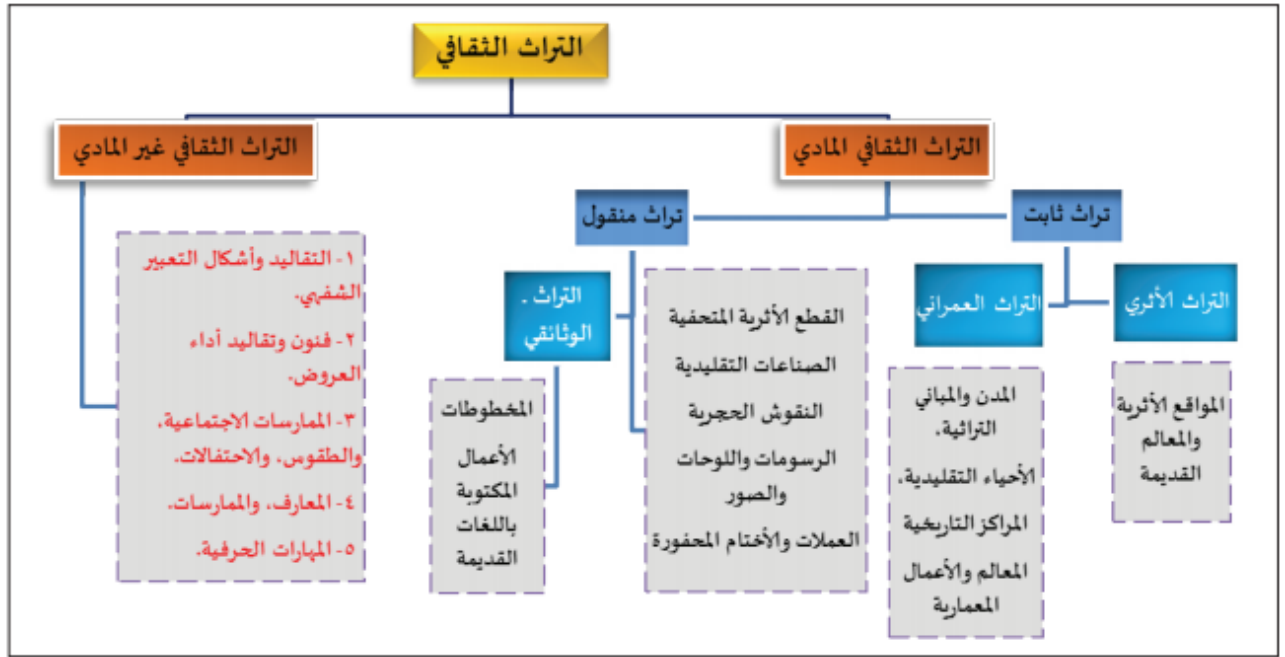 التراث الثقافي
التراث الثقافي المادي
التراث الثقافي غير المادي
تراث ثابت
تراث منقول
التراث الأثري
التراث العمراني
التراث -
الوثائقي
المواقع الأثرية
والمعالم
القديمة
المدن والمباني
التراثية.
الأحياء التقليدية.
المراكز التاريخية
المعالم والأعمال
المعمارية
القطع الأثرية المتحفية
الصناعات التقليدية
النقوش الحجرية
الرسومات واللوحات
والصور
العملات والأختام المحفورة
المخطوطات
الأعمال
المكتوبة
باللغات
القديمة
١- التقاليد وأشكال التعبير
الشفهي.
٢- فنون وتقاليد أداء
العروض.
٣- الممارسات الاجتماعية،
والطقوس، والاحتفالات.
٤- المعارف، والممارسات.
٥- المهارات الحرفية.